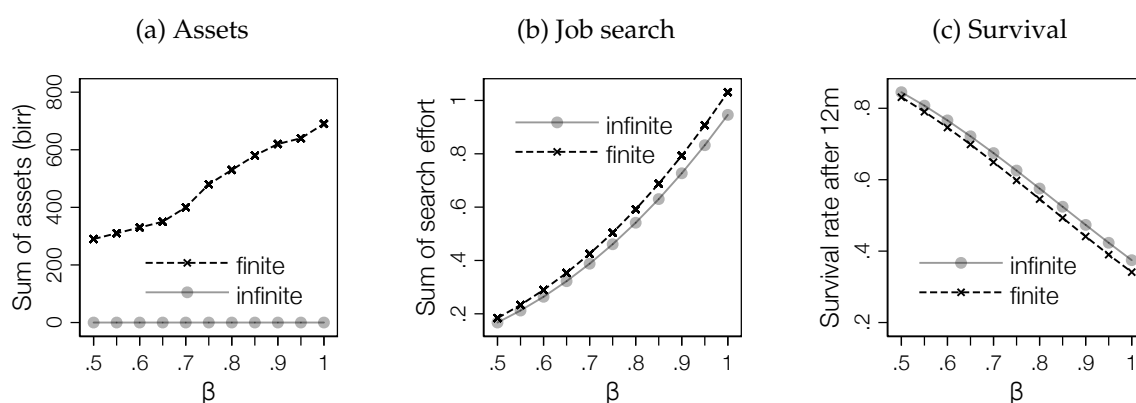 (a) Assets
Sum of assets (birr)
800
600
400
200
0
finite
infinite
.5 .6 .7 .8 .9 1
β
(b) Job search
Sum of search effort
1
.8
.6
.4
.2
infinite
finite
.5 .6 .7 .8 .9 1
β
(c) Survival
Survival rate after 12m
.8
.6
.4
.2
infinite
finite
.5 .6 .7 .8 .9 1
β